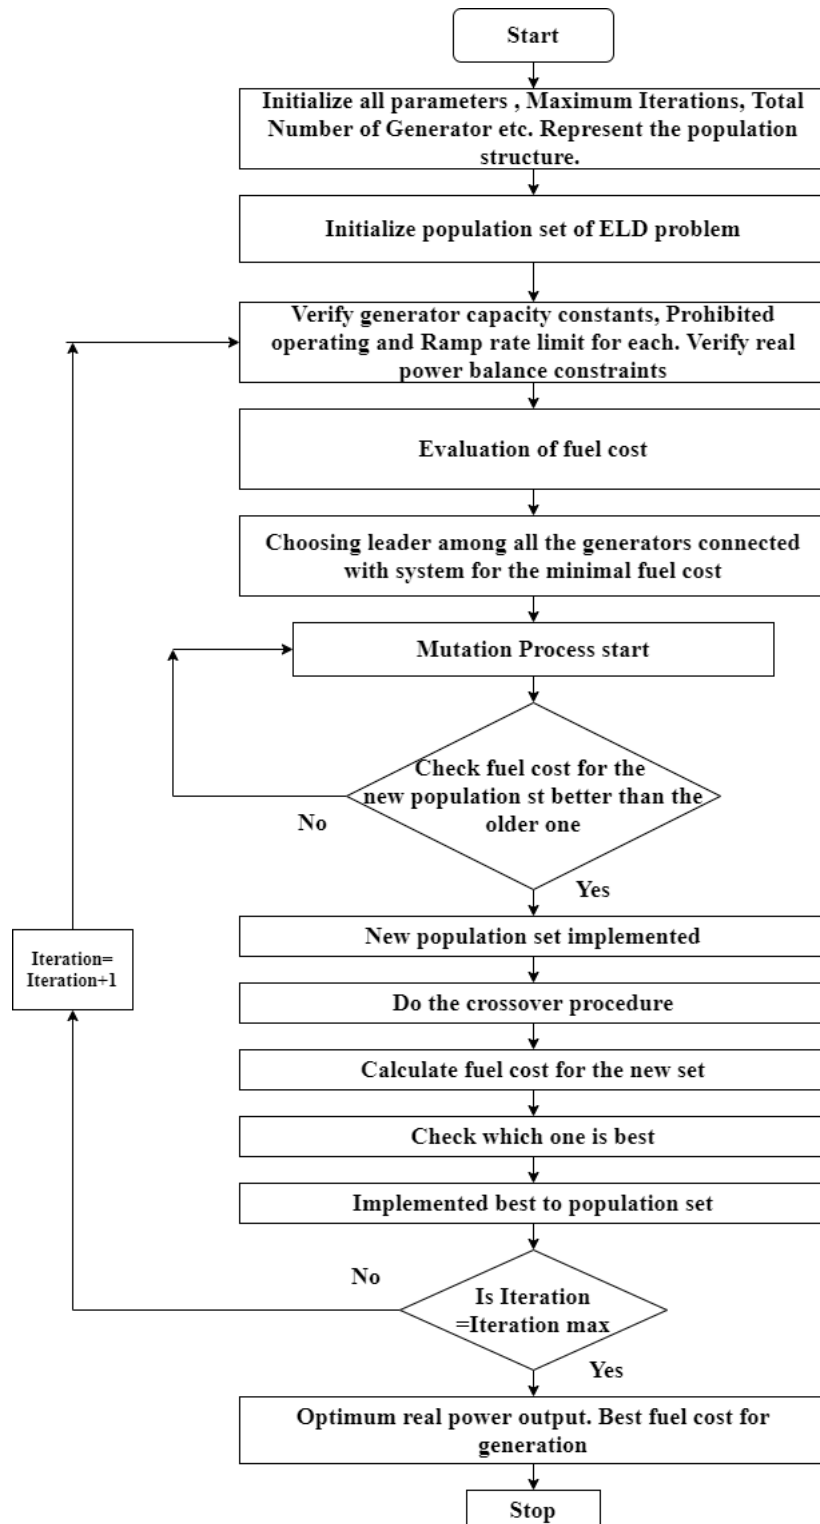 Start
Initialize all parameters , Maximum Iterations, Total
Number of Generator etc. Represent the population
structure.
Initialize population set of ELD problem
Verify generator capacity constants, Prohibited
operating and Ramp rate limit for each. Verify real
power balance constraints
Evaluation of fuel cost
Choosing leader among all the generators connected
with system for the minimal fuel cost
Mutation Process start
Check fuel cost for the
new population st better than the
older one
No
Yes
New population set implemented
Iteration=
Iteration+1
Do the crossover procedure
Calculate fuel cost for the new set
Check which one is best
Implemented best to population set
No
Is Iteration
=Iteration max
Yes
Optimum real power output. Best fuel cost for
generation
Stop